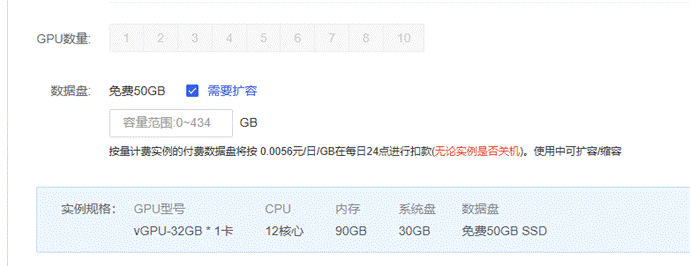 GPU数量: 1 2 3 4 5 6 7 8 10
数据盘: 免费50GB 需要扩容
容量范围:0~434 GB
按量计费实例的付费数据盘将按 0.0056元/日/GB在每日24点进行扣款(无论实例是否关机)。使用中可扩容/缩容
实例规格: GPU型号 CPU 内存 系统盘 数据盘
vGPU-32GB * 1卡 12核心 90GB 30GB 免费50GB SSD